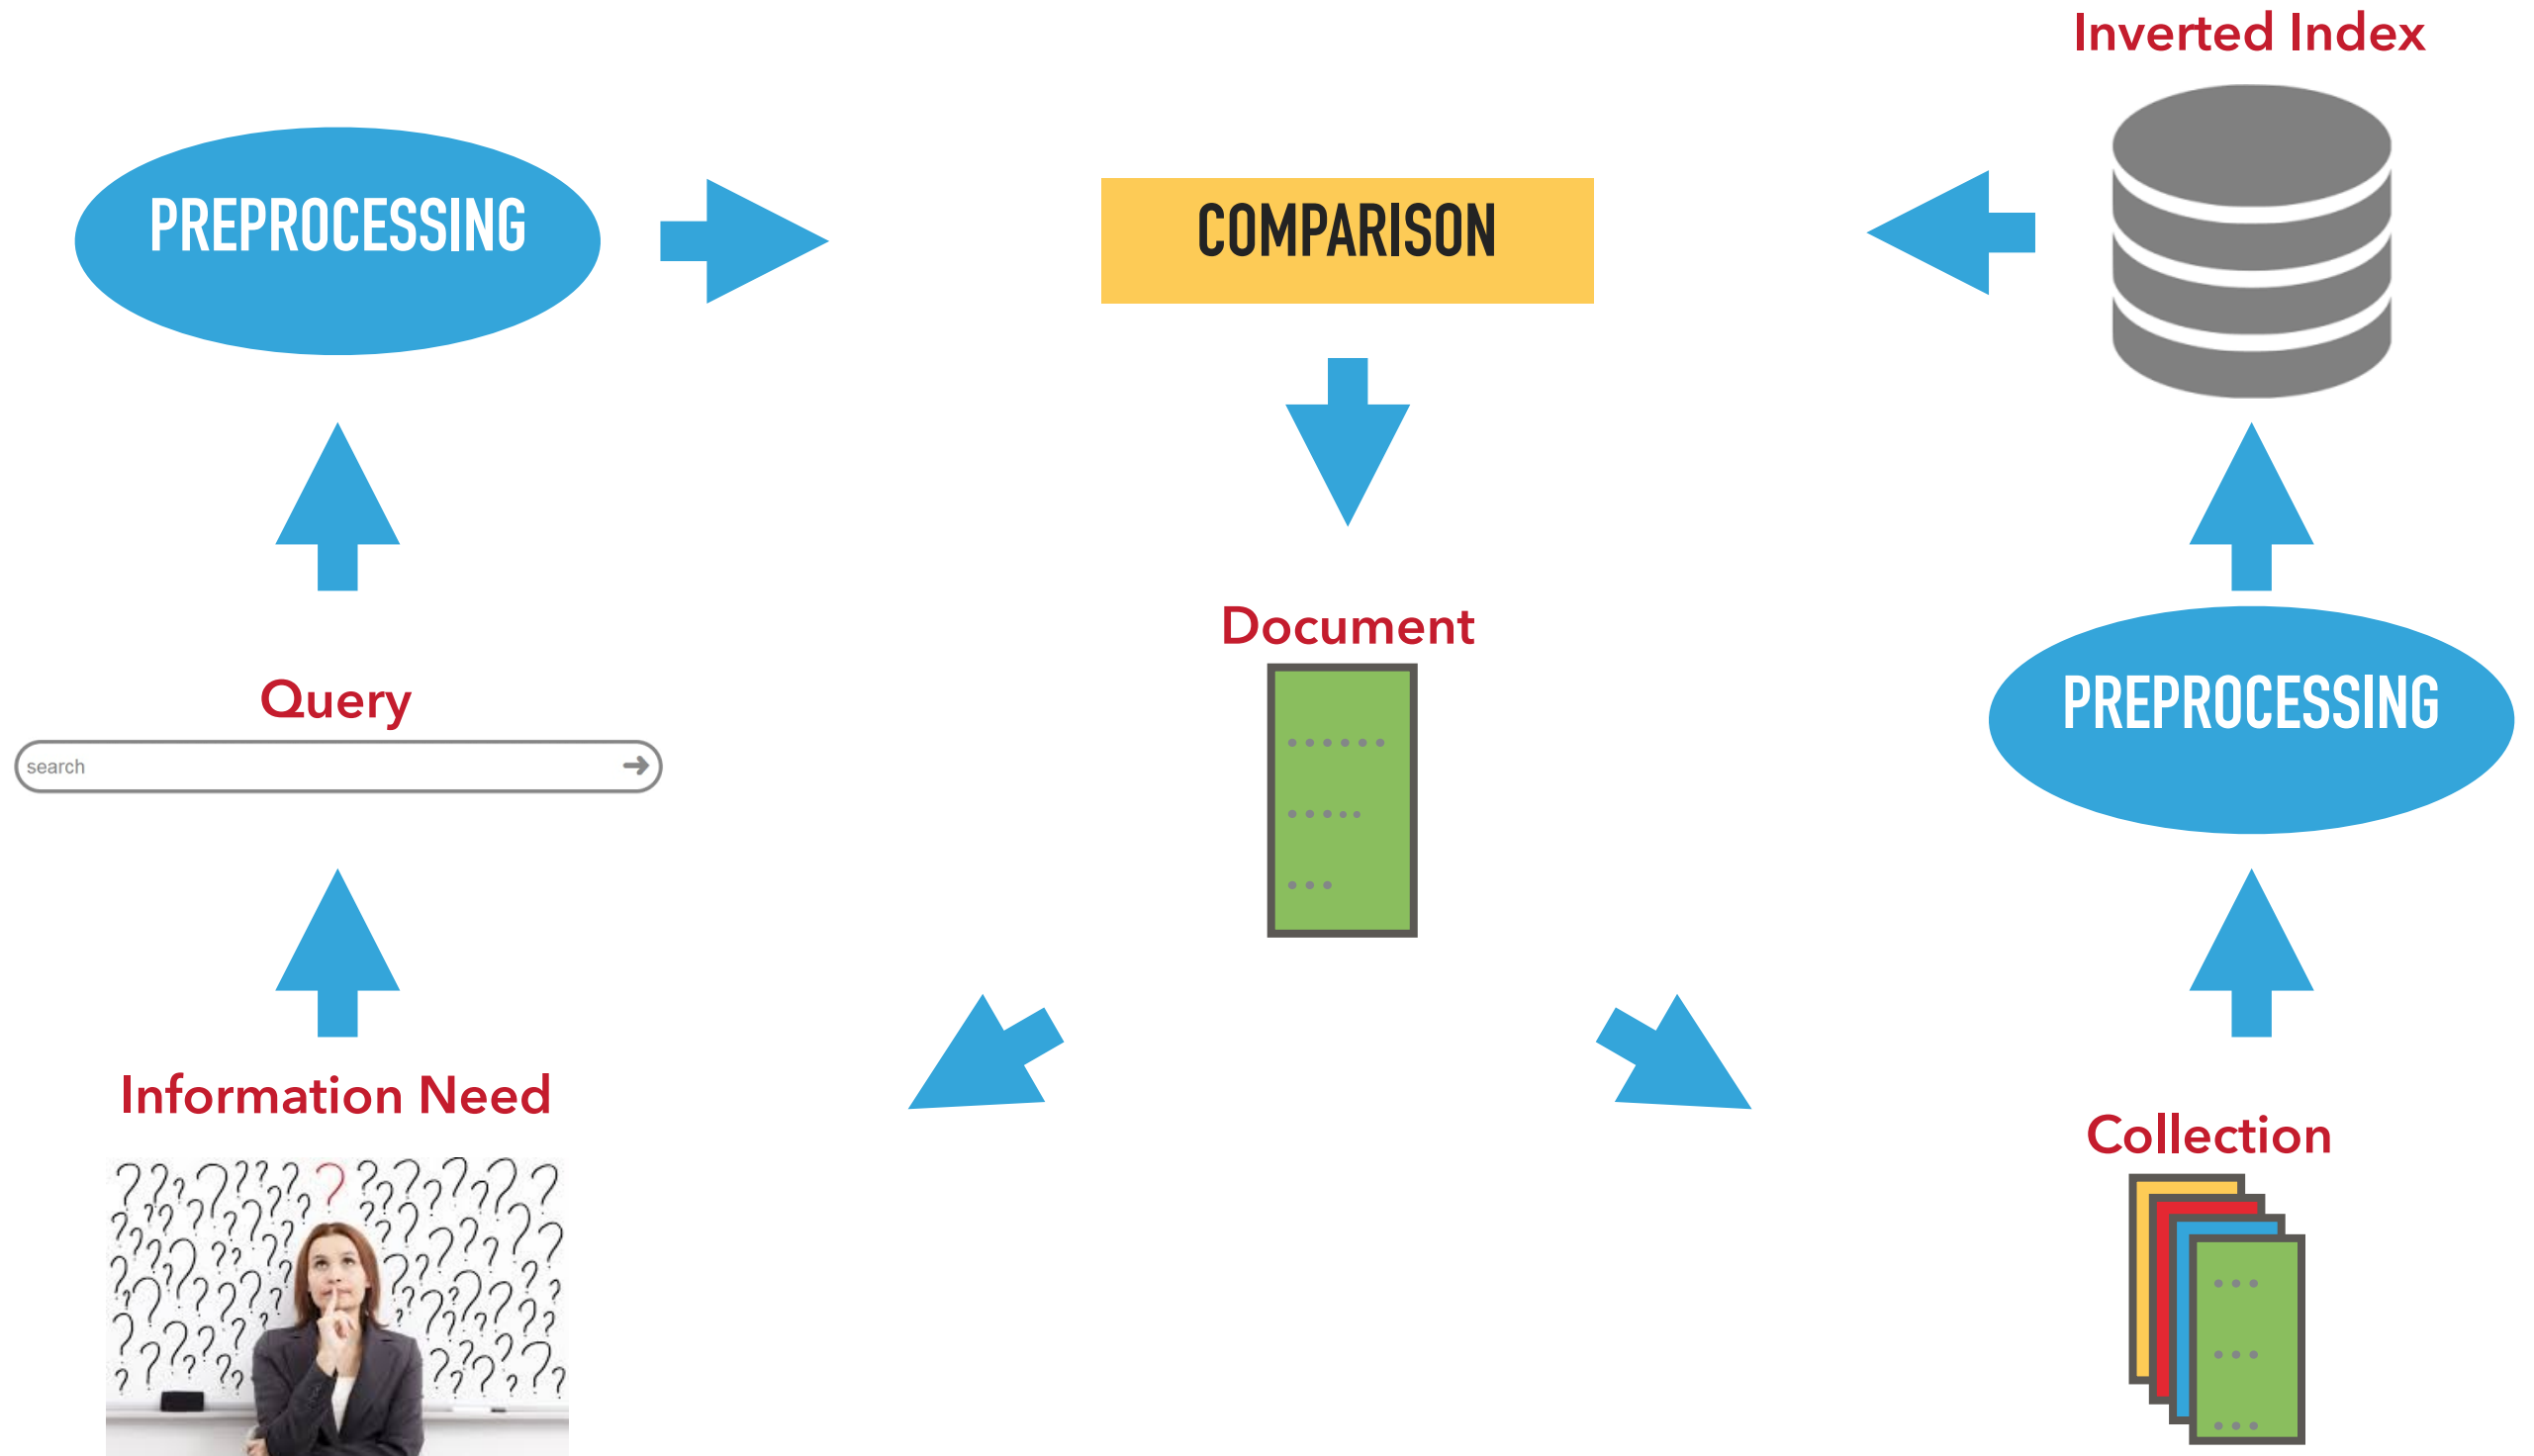 Inverted Index
PREPROCESSING
COMPARISON
Document
Query
search
PREPROCESSING
Information Need
Collection